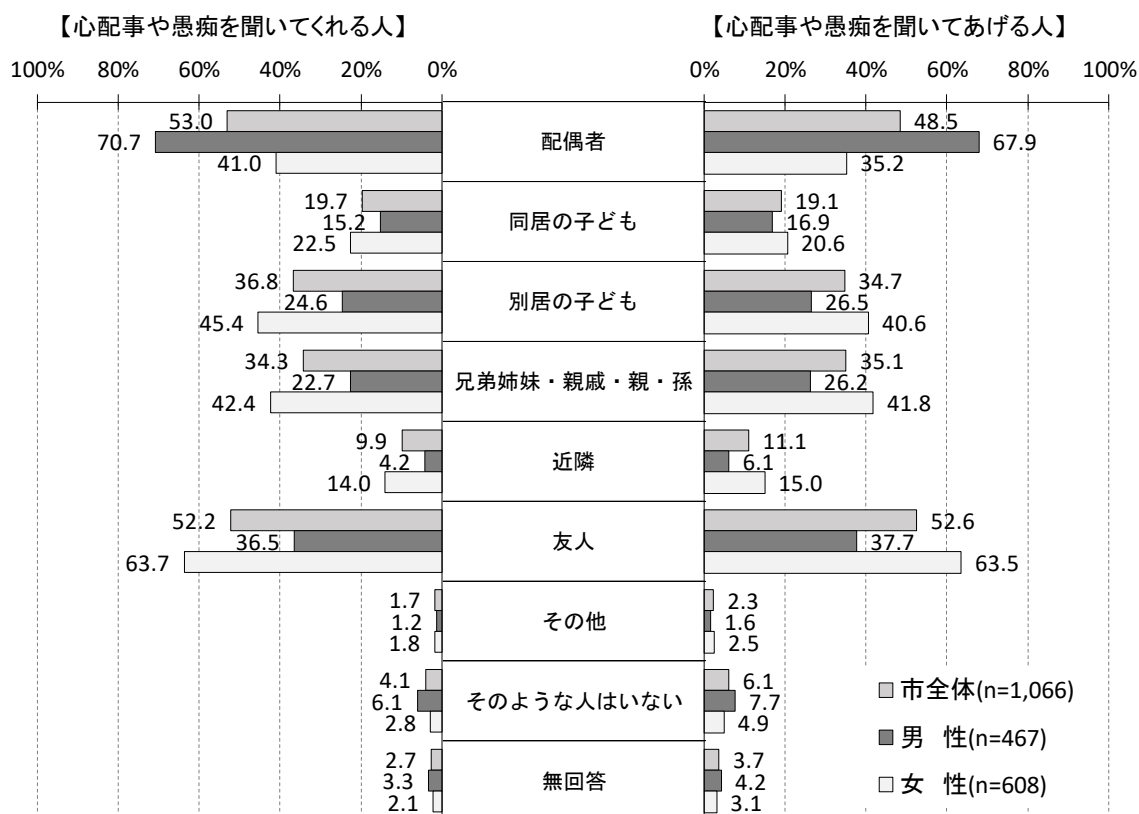 【心配事や愚痴を聞いてくれる人】 【心配事や愚痴を聞いてあげる人】
100% 80% 60% 40% 20% 0% 0% 20% 40% 60% 80% 100%
53.0 48.5
70.7 配偶者 67.9
41.0 35.2
19.7 19.1
15.2 同居の子ども 16.9
22.5 20.6
36.8 34.7
24.6 別居の子ども 26.5
45.4 40.6
34.3 35.1
22.7 兄弟姉妹・親戚・親・孫 26.2
42.4 41.8
9.9 11.1
4.2 近隣 6.1
14.0 15.0
52.2 52.6
36.5 友人 37.7
63.7 63.5
1.7 2.3
1.2 その他 1.6
1.8 2.5
4.1 6.1 市全体(n=1,066)
6.1 そのような人はいない 7.7
2.8 4.9 男 性(n=467)
2.7 3.7
3.3 無回答 4.2 女 性(n=608)
2.1 3.1